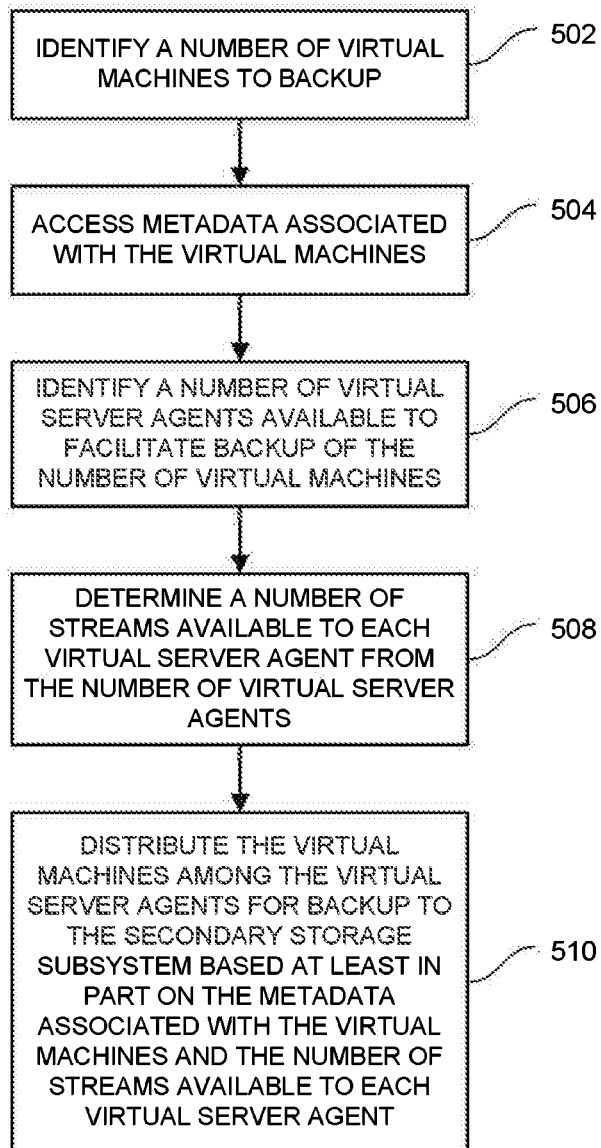 IDENTIFY A NUMBER OF VIRTUAL
MACHINES TO BACKUP
502
ACCESS METADATA ASSOCIATED
WITH THE VIRTUAL MACHINES
504
IDENTIFY A NUMBER OF VIRTUAL
SERVER AGENTS AVAILABLE TO
FACILITATE BACKUP OF THE
NUMBER OF VIRTUAL MACHINES
506
DETERMINE A NUMBER OF
STREAMS AVAILABLE TO EACH
VIRTUAL SERVER AGENT FROM
THE NUMBER OF VIRTUAL SERVER
AGENTS
508
DISTRIBUTE THE VIRTUAL
MACHINES AMONG THE VIRTUAL
SERVER AGENTS FOR BACKUP TO
THE SECONDARY STORAGE
SUBSYSTEM BASED AT LEAST IN
PART ON THE METADATA
ASSOCIATED WITH THE VIRTUAL
MACHINES AND THE NUMBER OF
STREAMS AVAILABLE TO EACH
VIRTUAL SERVER AGENT
510